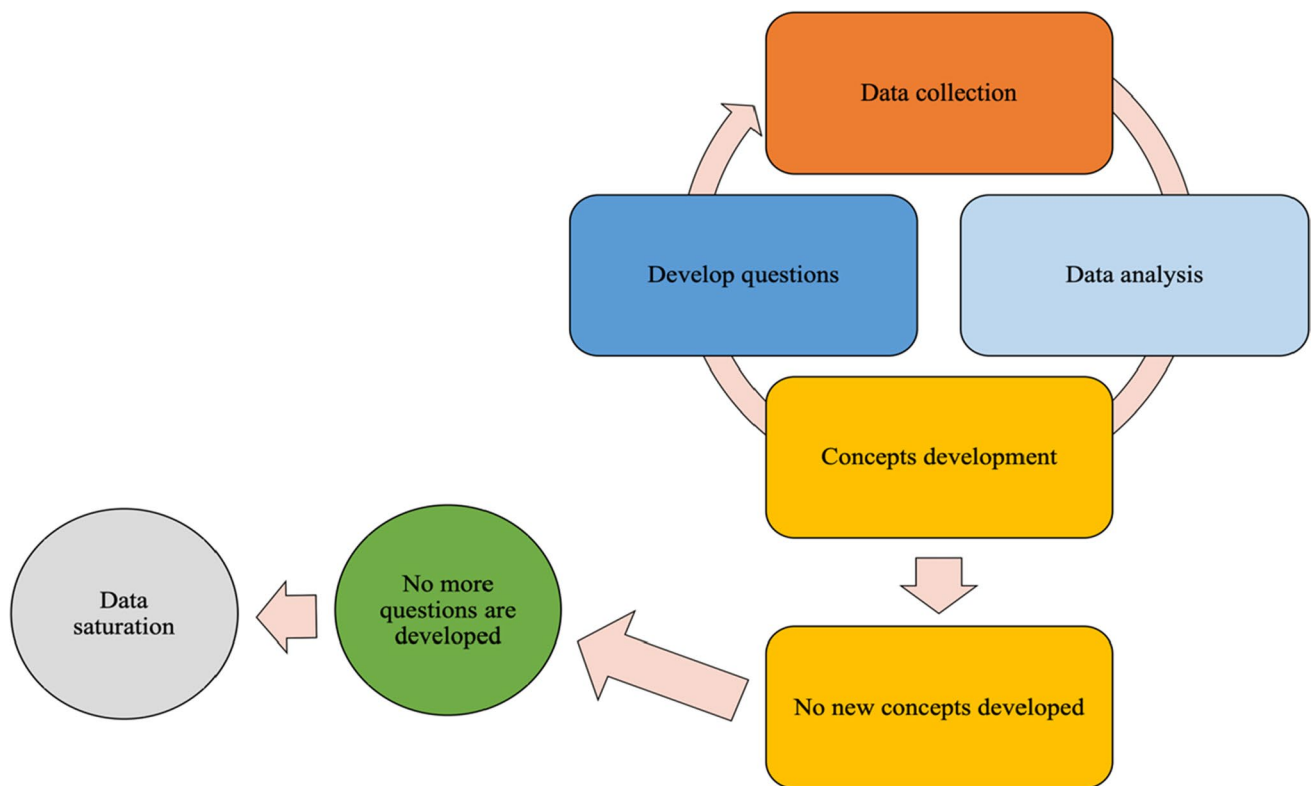 Data collection
Develop questions
Data analysis
Concepts development
No more
questions are
developed
Data
saturation
No new concepts developed